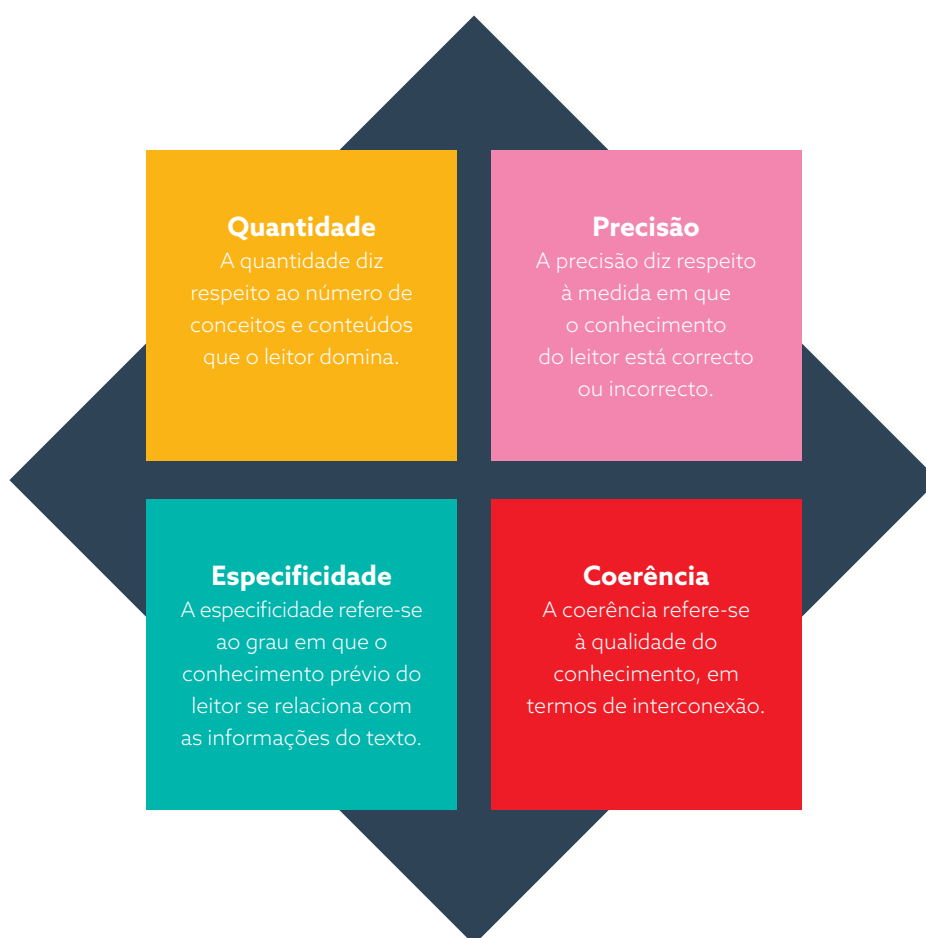 Quantidade
A quantidade diz
respeito ao número de
conceitos e conteúdos
que o leitor domina.
Precisão
A precisão diz respeito
à medida em que
o conhecimento
do leitor está correcto
ou incorrecto.
Especificidade
A especificidade refere-se
ao grau em que o
conhecimento prévio do
leitor se relaciona com
as informações do texto.
Coerência
A coerência refere-se
à qualidade do
conhecimento, em
termos de interconexão.